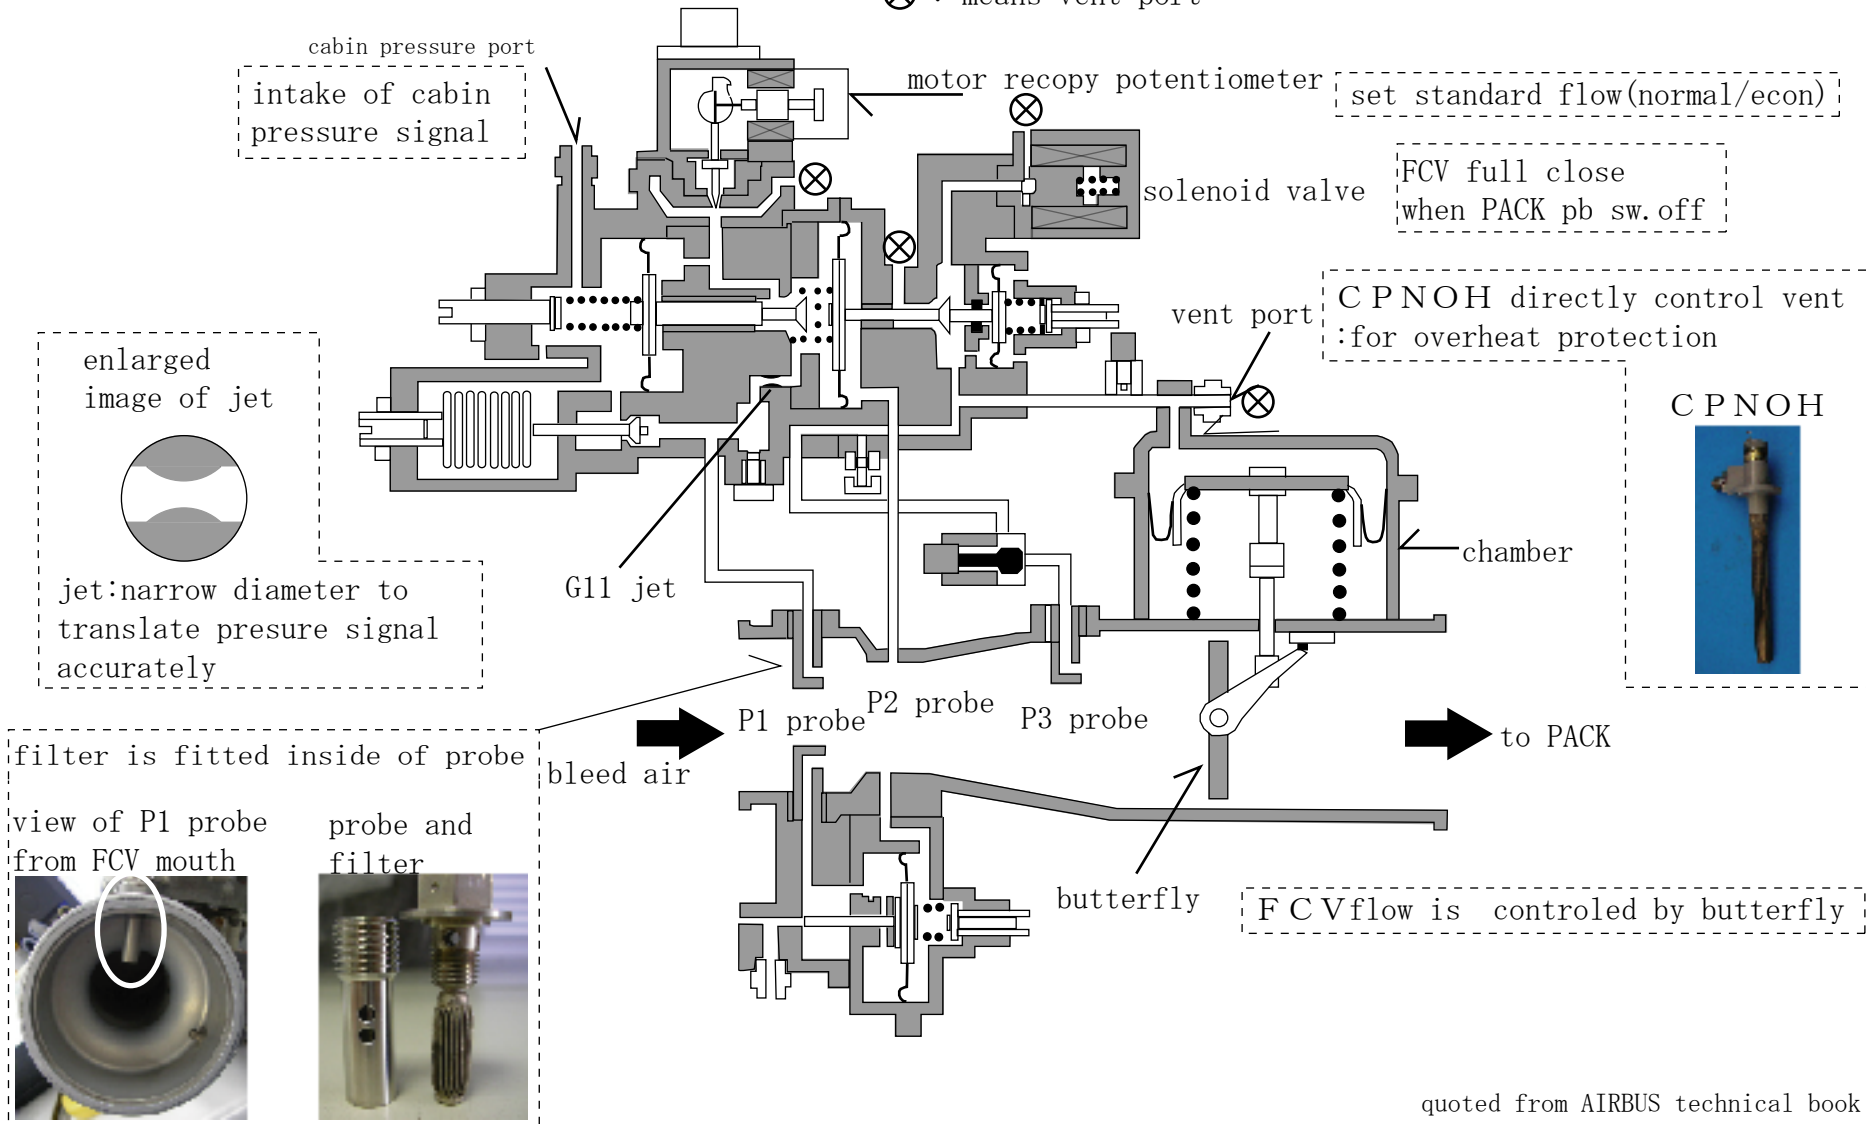 : means vent port
cabin pressure port
intake of cabin
pressure signal
motor recopy potentiometer
set standard flow(normal/econ)
solenoid valve
FCV full close
when PACK pb sw.off
vent port
ＣＰＮＯＨ directly control vent
:for overheat protection
ＣＰＮＯＨ
enlarged
image of jet
jet:narrow diameter to
translate presure signal
accurately
G11 jet
chamber
P1 probe
P2 probe
P3 probe
to PACK
bleed air
filter is fitted inside of probe
view of P1 probe
from FCV mouth
probe and
filter
butterfly
ＦＣＶflow is controled by butterfly
quoted from AIRBUS technical book